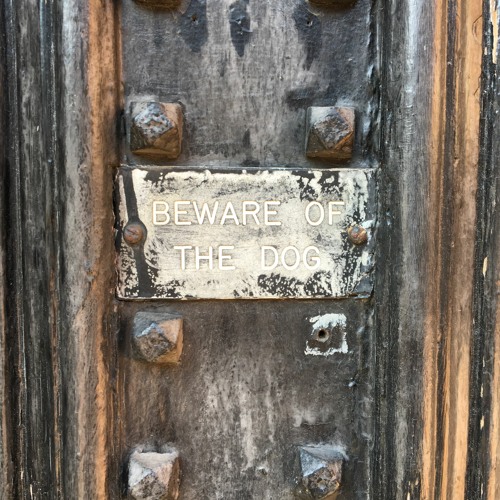 BEWARE OF
THE DOG